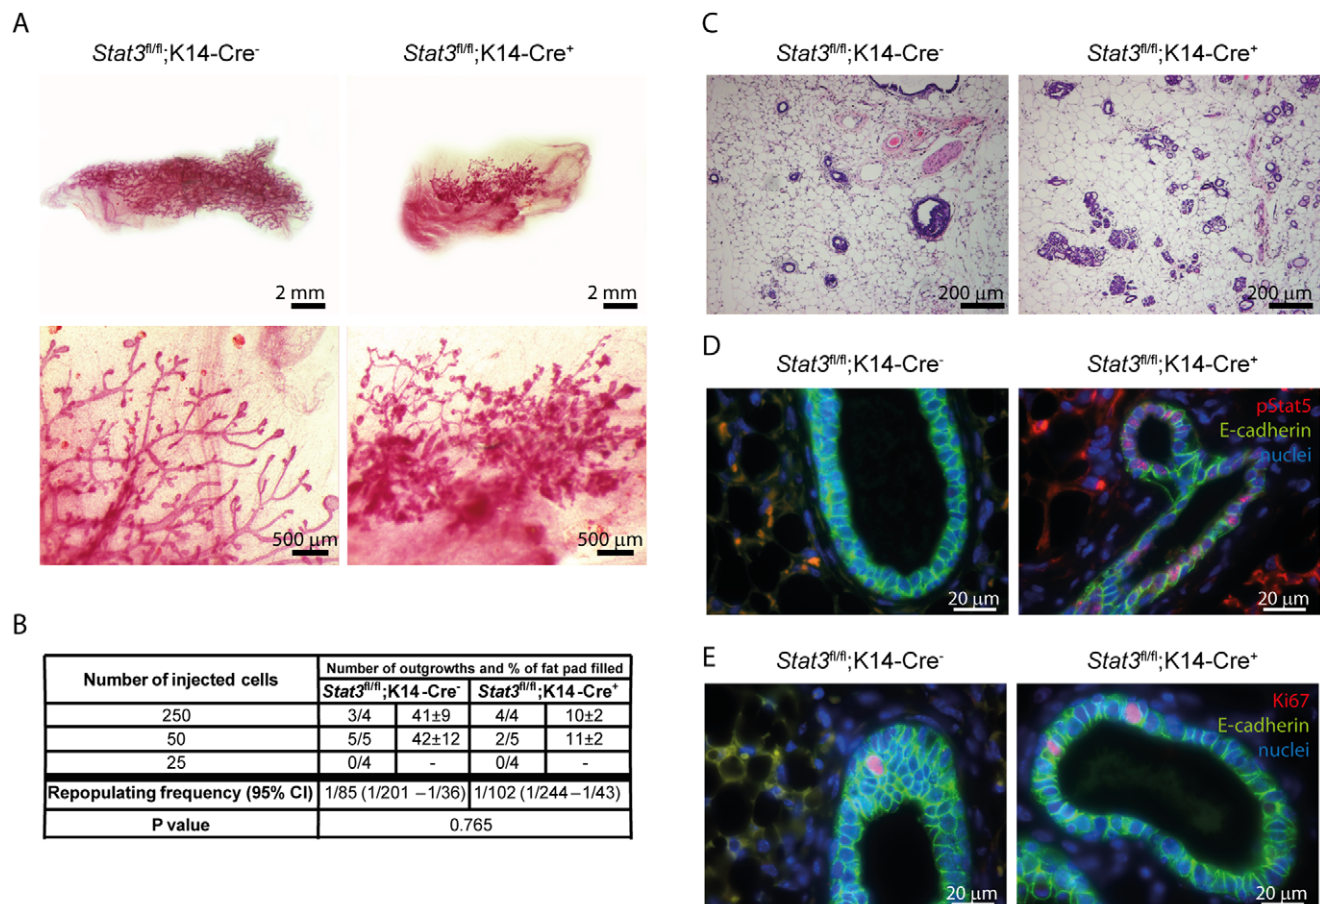 A
Stat3fl/fl;K14-Cre-
Stat3fl/fl;K14-Cre+
2 mm
2 mm
500 µm
500 µm
B
Number of injected cells
Number of outgrowths and % of fat pad filled
Stat3fl/fl;K14-Cre-
Stat3fl/fl;K14-Cre+
250 3/4 41±9 4/4 10±2
50 5/5 42±12 2/5 11±2
25 0/4 - 0/4 -
Repopulating frequency (95% CI) 1/85 (1/201 –1/36) 1/102 (1/244–1/43)
P value 0.765
C
Stat3fl/fl;K14-Cre-
Stat3fl/fl;K14-Cre+
200 µm
200 µm
D
Stat3fl/fl;K14-Cre-
Stat3fl/fl;K14-Cre+
pStat5
E-cadherin
nuclei
20 µm
20 µm
E
Stat3fl/fl;K14-Cre-
Stat3fl/fl;K14-Cre+
Ki67
E-cadherin
nuclei
20 µm
20 µm